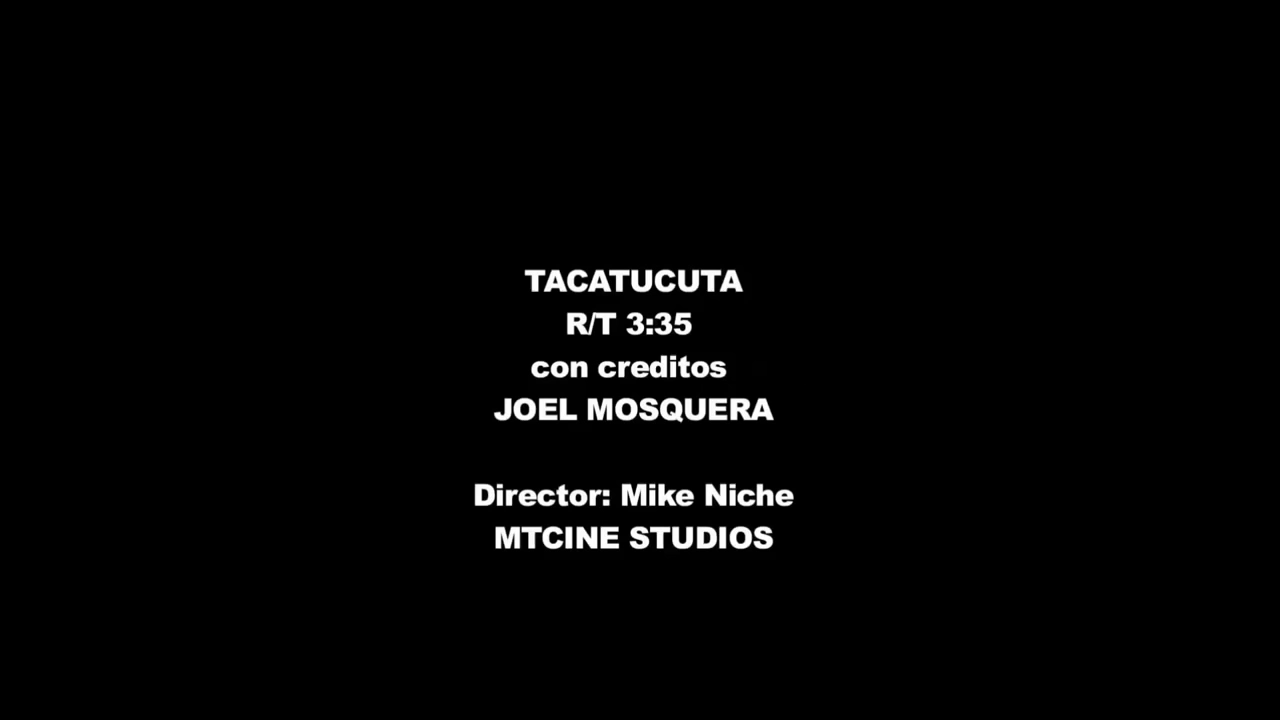 TACATUCUTA
R/T 3:35
con creditos
JOEL MOSQUERA
Director: Mike Niche
MTCINE STUDIOS